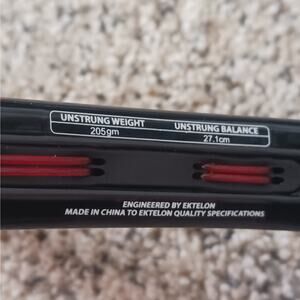 UNSTRUNG WEIGHT UNSTRUNG BALANCE
205gm 27.1cm
ENGINEERED BY EKTELON
MADE IN CHINA TO EKTELON QUALITY SPECIFICATIONS